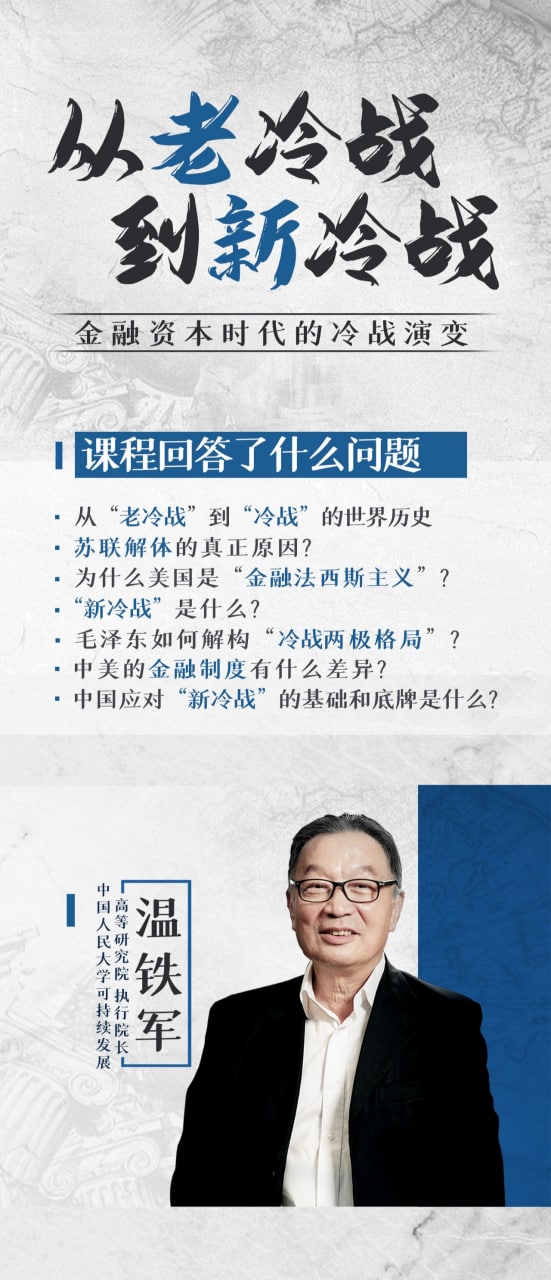 从老冷战
到新冷战
金融资本时代的冷战演变
课程回答了什么问题
· 从“老冷战”到“冷战”的世界历史
· 苏联解体的真正原因?
· 为什么美国是“金融法西斯主义”?
· “新冷战”是什么?
· 毛泽东如何解构“冷战两极格局”?
· 中美的金融制度有什么差异?
· 中国应对“新冷战”的基础和底牌是什么?
温铁军
高等研究院 执行院长
中国人民大学可持续发展